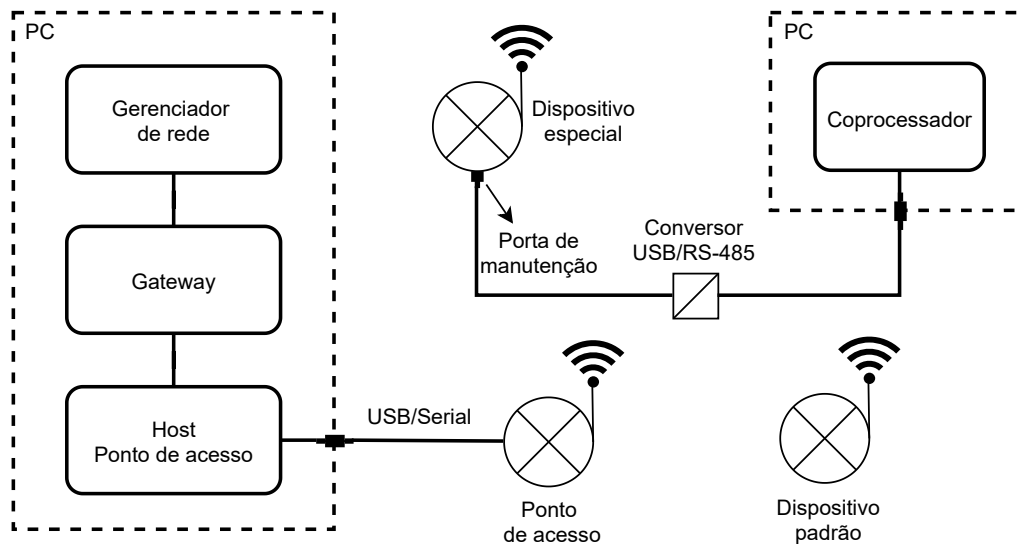 PC
Gerenciador
de rede
Gateway
Host
Ponto de acesso
USB/Serial
Dispositivo
especial
Porta de
manutenção
Conversor
USB/RS-485
PC
Coprocessador
Ponto
de acesso
Dispositivo
padrão